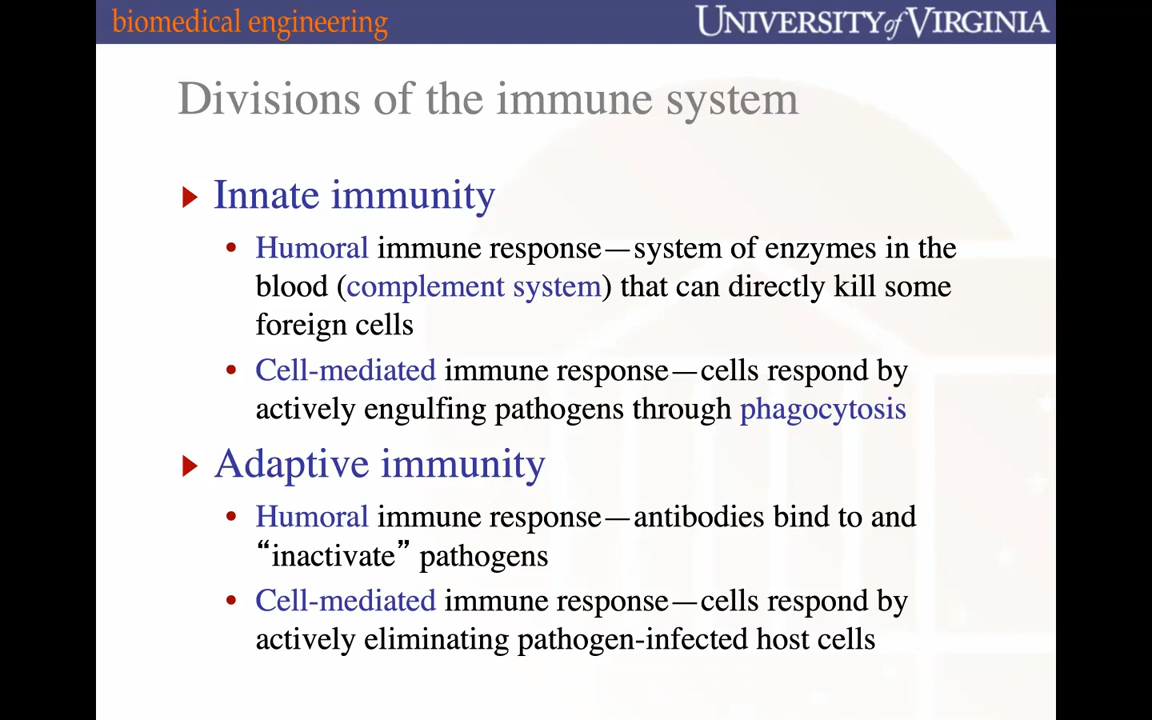 biomedical engineering
UNIVERSITY of VIRGINIA
Divisions of the immune system
Innate immunity
• Humoral immune response—system of enzymes in the
blood (complement system) that can directly kill some
foreign cells
• Cell-mediated immune response—cells respond by
actively engulfing pathogens through phagocytosis
Adaptive immunity
• Humoral immune response—antibodies bind to and
“inactivate” pathogens
• Cell-mediated immune response—cells respond by
actively eliminating pathogen-infected host cells